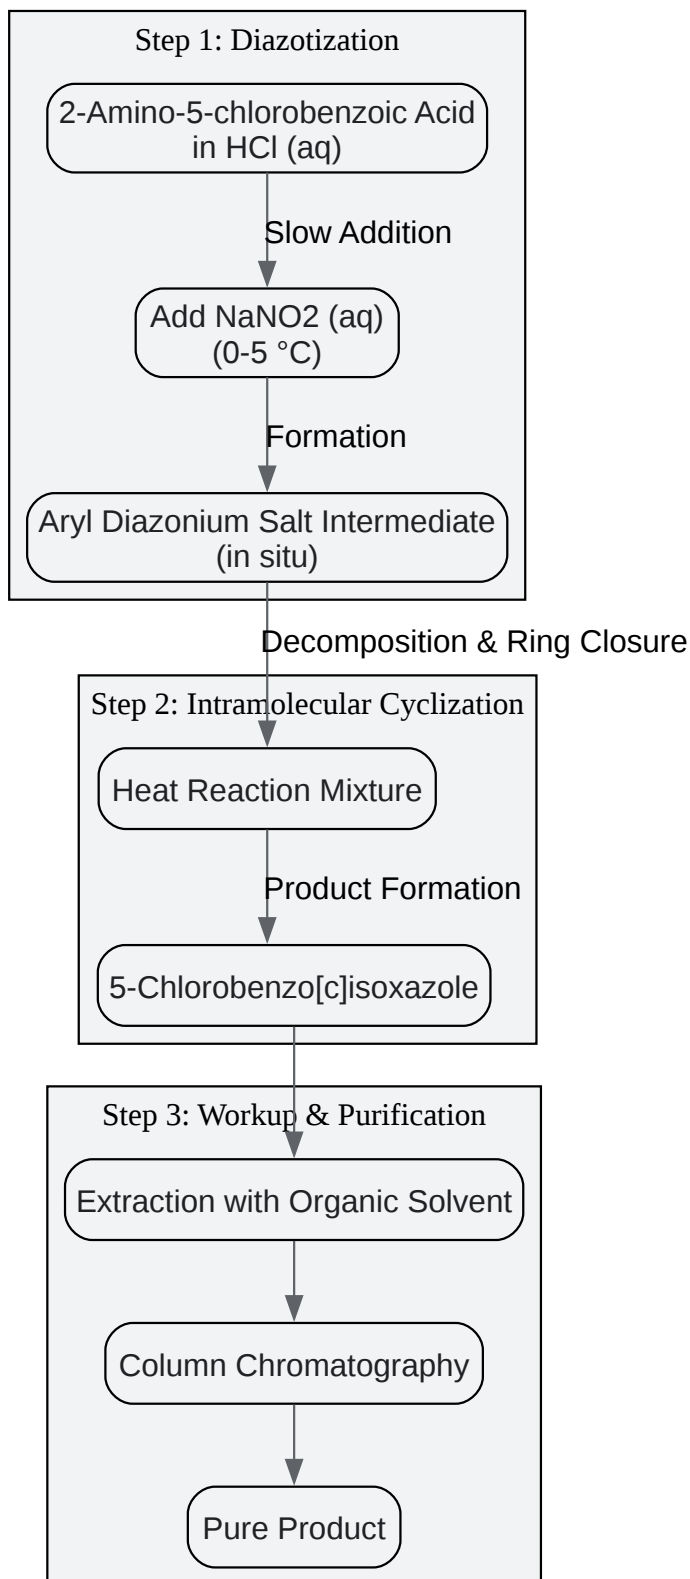 Step 1: Diazotization
2-Amino-5-chlorobenzoic Acid
in HCl (aq)
Slow Addition
Add NaNO2 (aq)
(0-5 °C)
Formation
Aryl Diazonium Salt Intermediate
(in situ)
Decomposition & Ring Closure
Step 2: Intramolecular Cyclization
Heat Reaction Mixture
Product Formation
5-Chlorobenzo[c]isoxazole
Step 3: Workup & Purification
Extraction with Organic Solvent
Column Chromatography
Pure Product